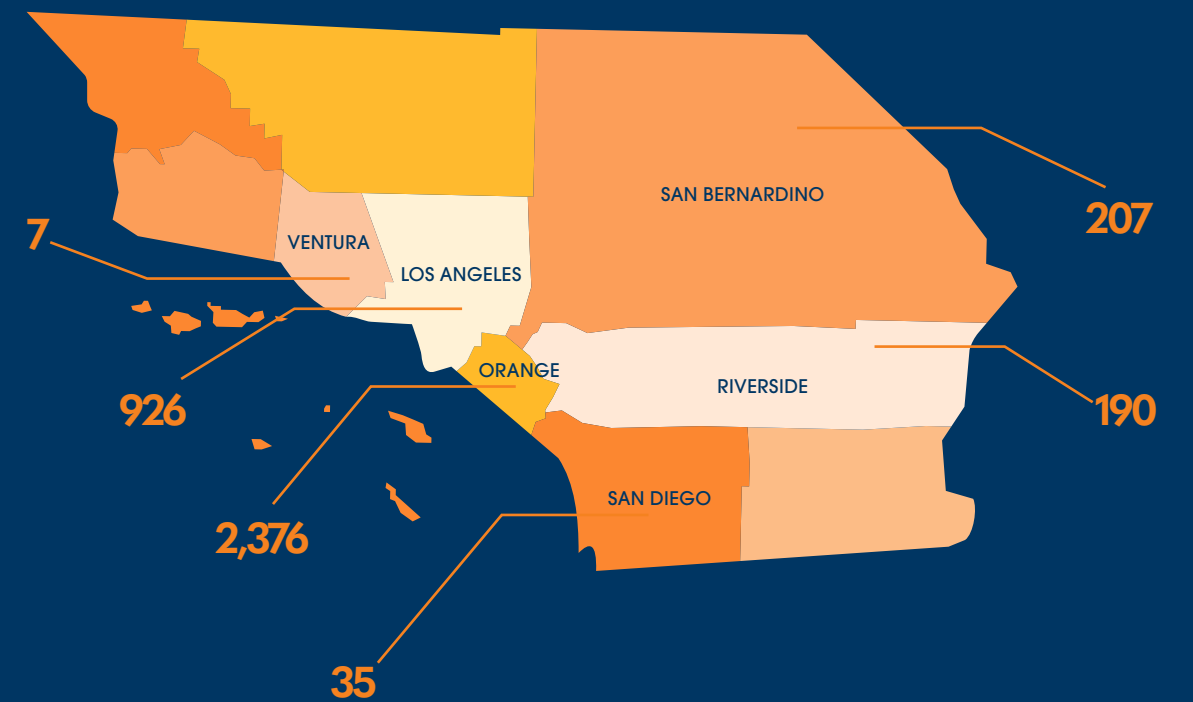 SAN BERNARDINO
207
7
VENTURA
LOS ANGELES
ORANGE
RIVERSIDE
926
190
SAN DIEGO
2,376
35